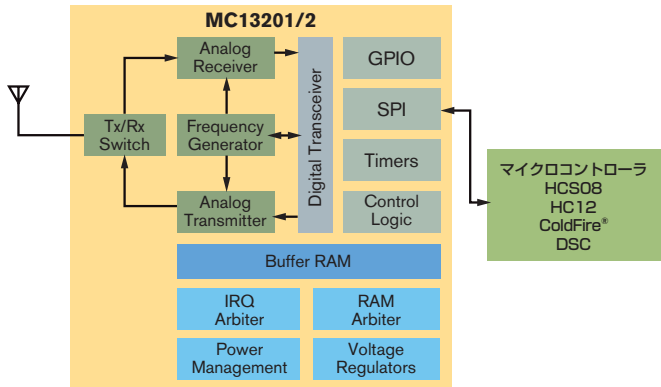 MC13201/2
Analog
Receiver
Tx/Rx
Switch
Frequency
Generator
Analog
Transmitter
Digital Transceiver
GPIO
SPI
Timers
Control
Logic
Buffer RAM
IRQ
Arbiter
RAM
Arbiter
Power
Management
Voltage
Regulators
マイクロコントローラ
HCS08
HC12
ColdFire®
DSC